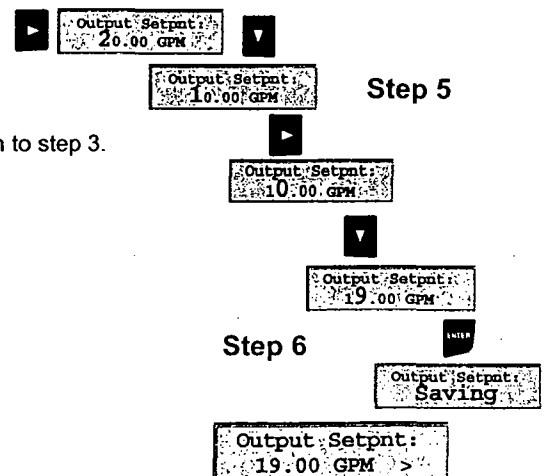 Output Setpnt:
20.00 GPM
Output Setpnt:
10.00 GPM
Step 5
n to step 3.
Output Setpnt:
10.00 GPM
Output Setpnt:
19.00 GPM
Step 6
ENTER
Output Setpnt:
Saving
Output Setpnt:
19.00 GPM >